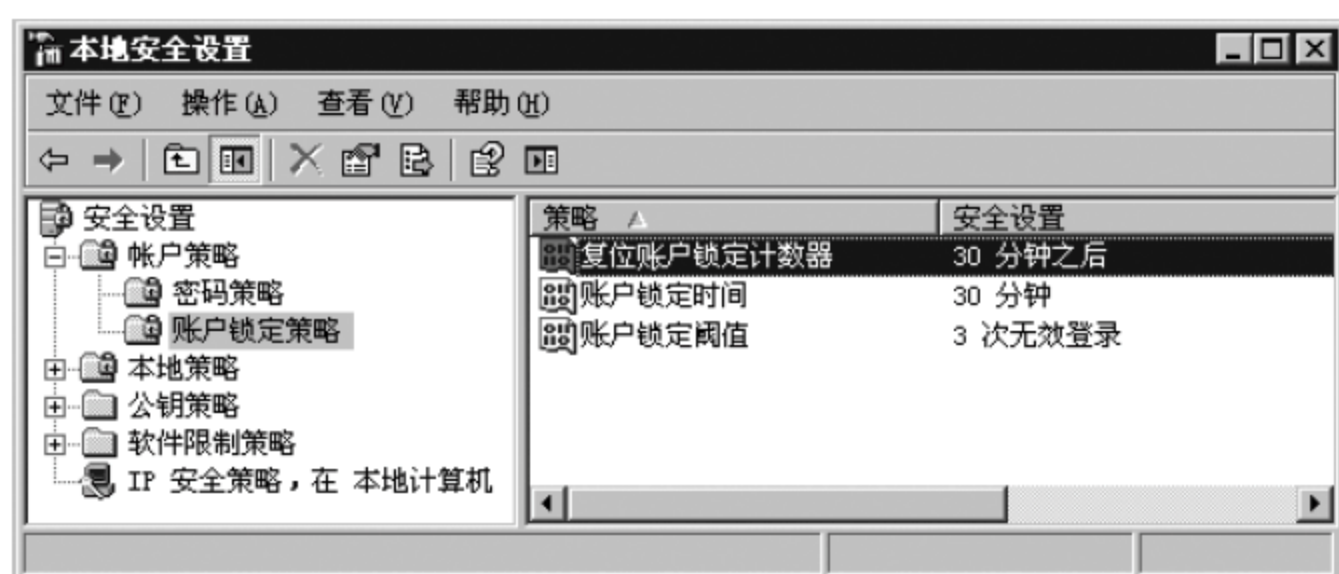 本地安全设置
文件(F) 操作(A) 查看(V) 帮助(H)
安全设置
帐户策略
密码策略
账户锁定策略
本地策略
公钥策略
软件限制策略
IP 安全策略，在 本地计算机
策略 安全设置
复位账户锁定计数器 30 分钟之后
账户锁定时间 30 分钟
账户锁定阈值 3 次无效登录